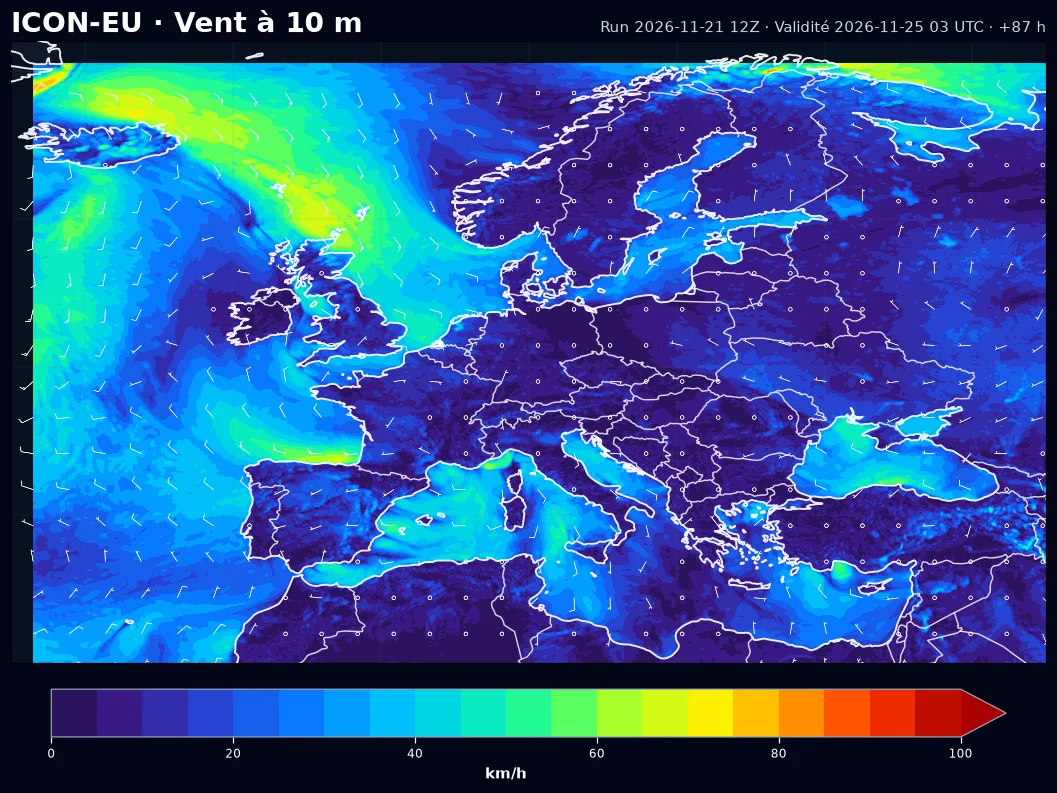 ICON-EU · Vent à 10 m
Run 2026-11-21 12Z · Validité 2026-11-25 03 UTC · +87 h
0 20 40 60 80 100
km/h